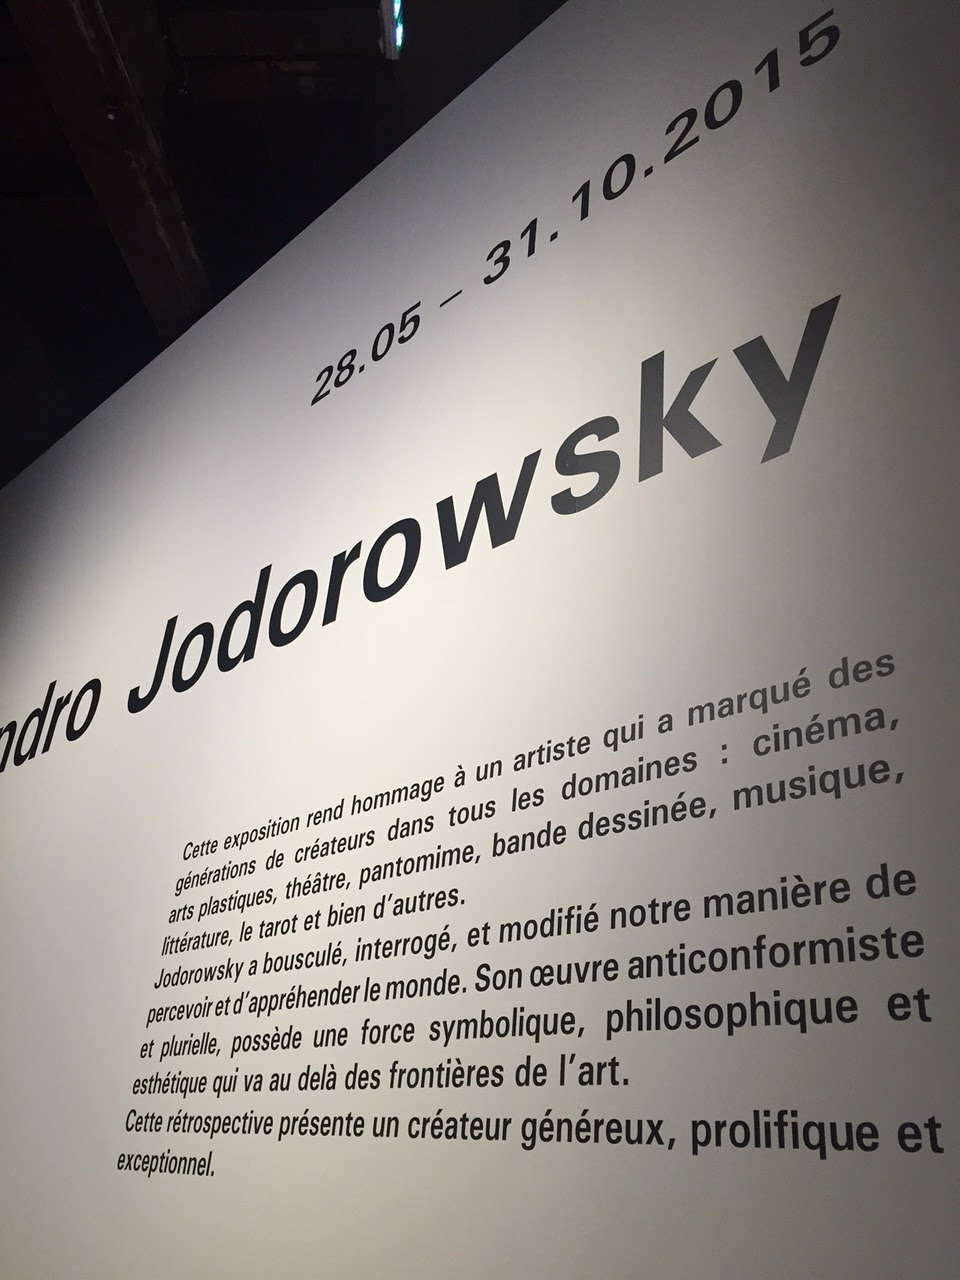 28.05 – 31.10.2015
ndro Jodorowsky
Cette exposition rend hommage à un artiste qui a marqué des
générations de créateurs dans tous les domaines : cinéma,
arts plastiques, théâtre, pantomime, bande dessinée, musique,
littérature, le tarot et bien d'autres.
Jodorowsky a bousculé, interrogé, et modifié notre manière de
percevoir et d'appréhender le monde. Son œuvre anticonformiste
et plurielle, possède une force symbolique, philosophique et
esthétique qui va au delà des frontières de l'art.
Cette rétrospective présente un créateur généreux, prolifique et
exceptionnel.